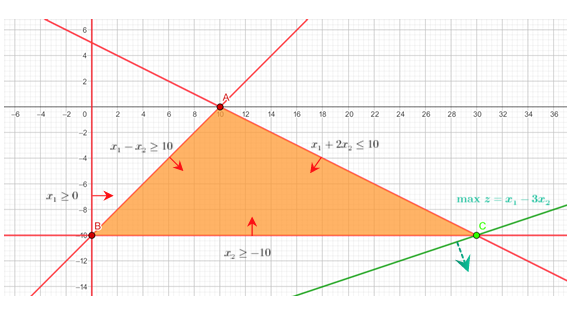 6
4
2
A
−6 −4 −2 0 2 4 6 8 10 12 14 16 18 20 22 24 26 28 30 32 34 36
−2
x₁ − x₂ ≥ 10
x₁ + 2x₂ ≤ 10
−4
−6
x₁ ≥ 0
max z = x₁ − 3x₂
−8
B
C
−10
x₂ ≥ −10
−12
−14